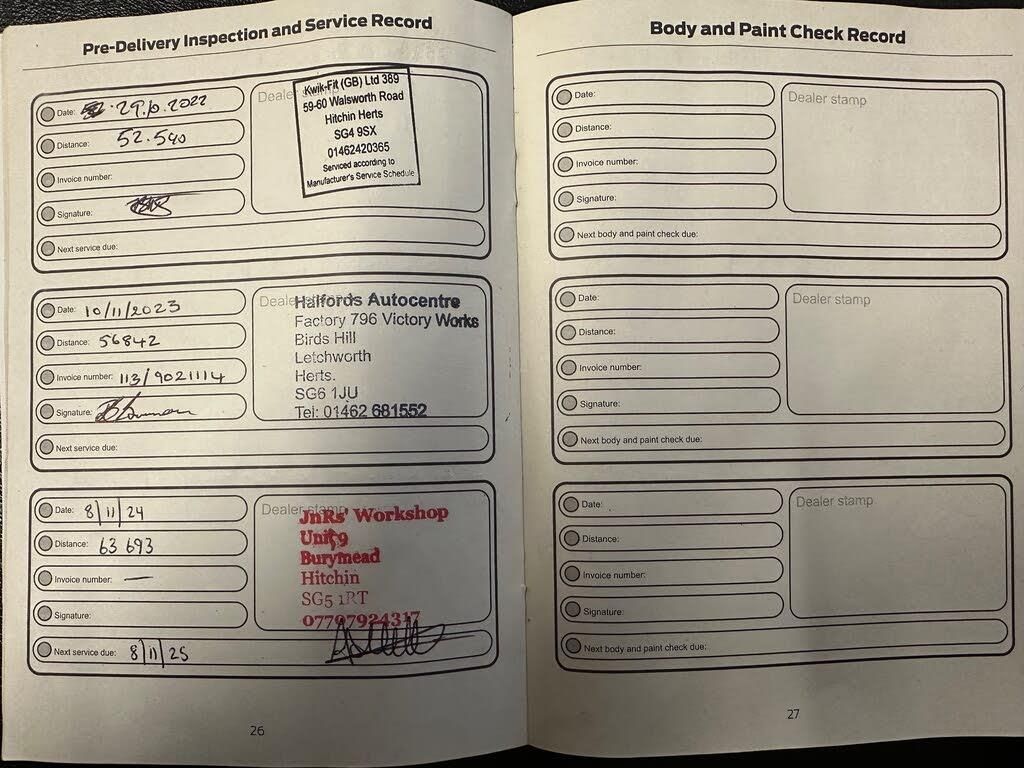 Pre-Delivery Inspection and Service Record
Date: 29.10.2022
Distance: 52.540
Invoice number:
Signature:
Next service due:
Dealer stamp
Kwik-Fit (GB) Ltd 389
59-60 Walsworth Road
Hitchin Herts
SG4 9SX
01462420365
Serviced according to
Manufacturer's Service Schedule
Date: 10/11/2023
Distance: 56842
Invoice number: 113/9021114
Signature:
Next service due:
Dealer stamp
Halfords Autocentre
Factory 796 Victory Works
Birds Hill
Letchworth
Herts.
SG6 1JU
Tel: 01462 681552
Date: 8/11/24
Distance: 63 693
Invoice number: —
Signature:
Next service due: 8/11/25
Dealer stamp
JnRs' Workshop
Unit 9
Burymead
Hitchin
SG5 1RT
07797924317
26
Body and Paint Check Record
Date:
Distance:
Invoice number:
Signature:
Next body and paint check due:
Dealer stamp
Date:
Distance:
Invoice number:
Signature:
Next body and paint check due:
Dealer stamp
Date:
Distance:
Invoice number:
Signature:
Next body and paint check due:
Dealer stamp
27